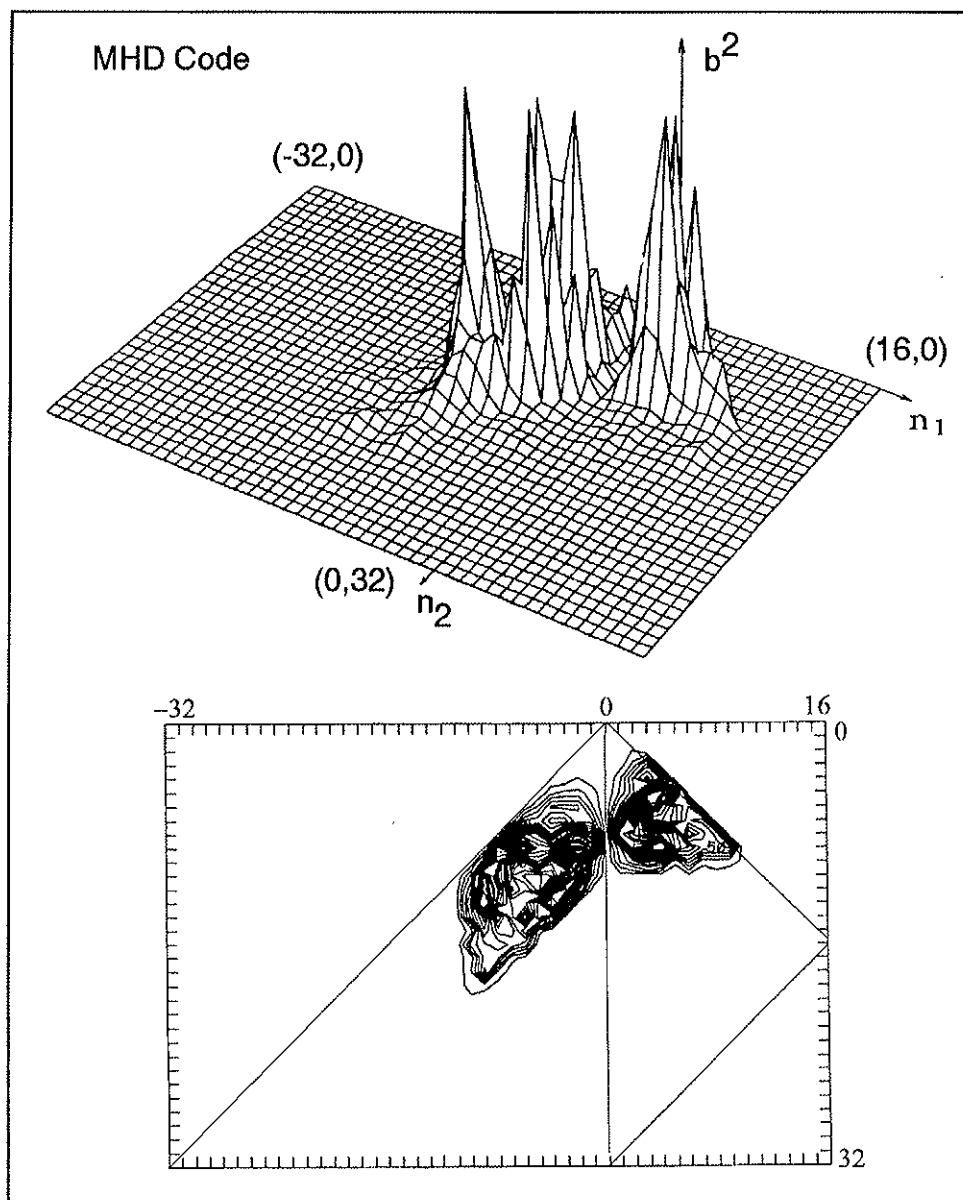 MHD Code
b²
(-32,0)
(16,0)
n₁
(0,32)
n₂
-32 0 16
0
32